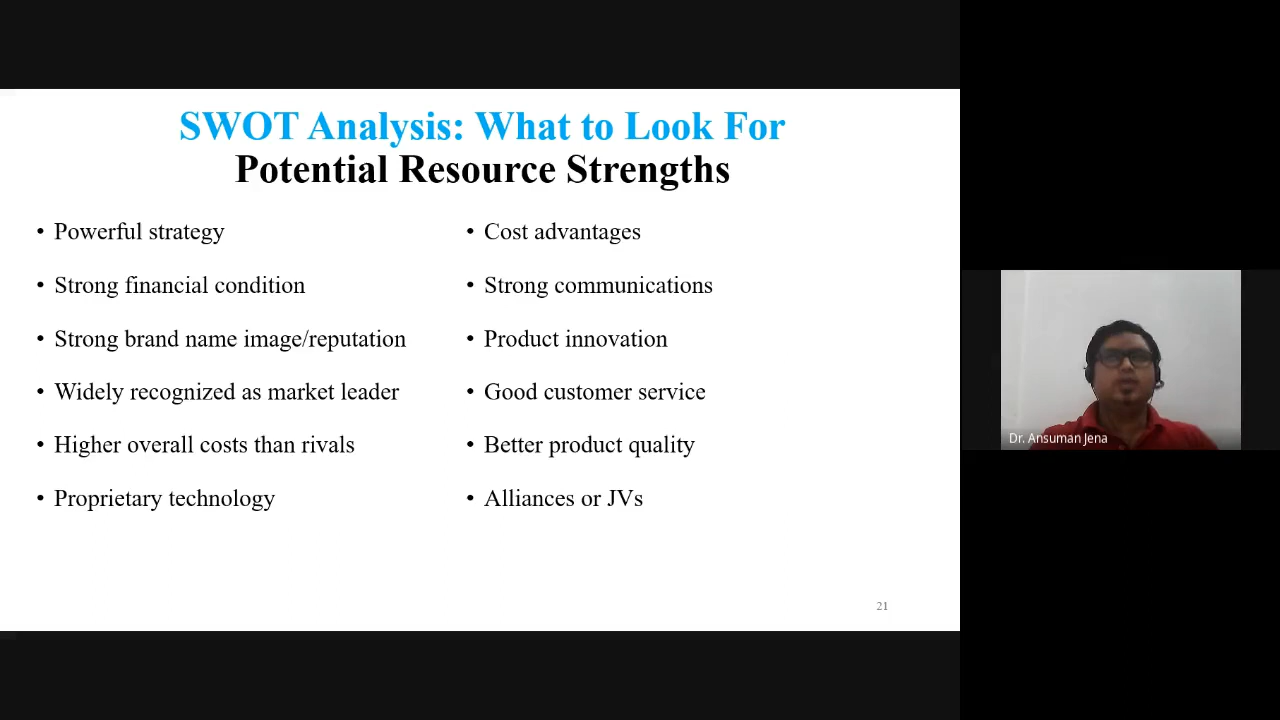 SWOT Analysis: What to Look For
Potential Resource Strengths
• Powerful strategy
• Strong financial condition
• Strong brand name image/reputation
• Widely recognized as market leader
• Higher overall costs than rivals
• Proprietary technology
• Cost advantages
• Strong communications
• Product innovation
• Good customer service
• Better product quality
• Alliances or JVs
21
Dr. Ansuman Jena